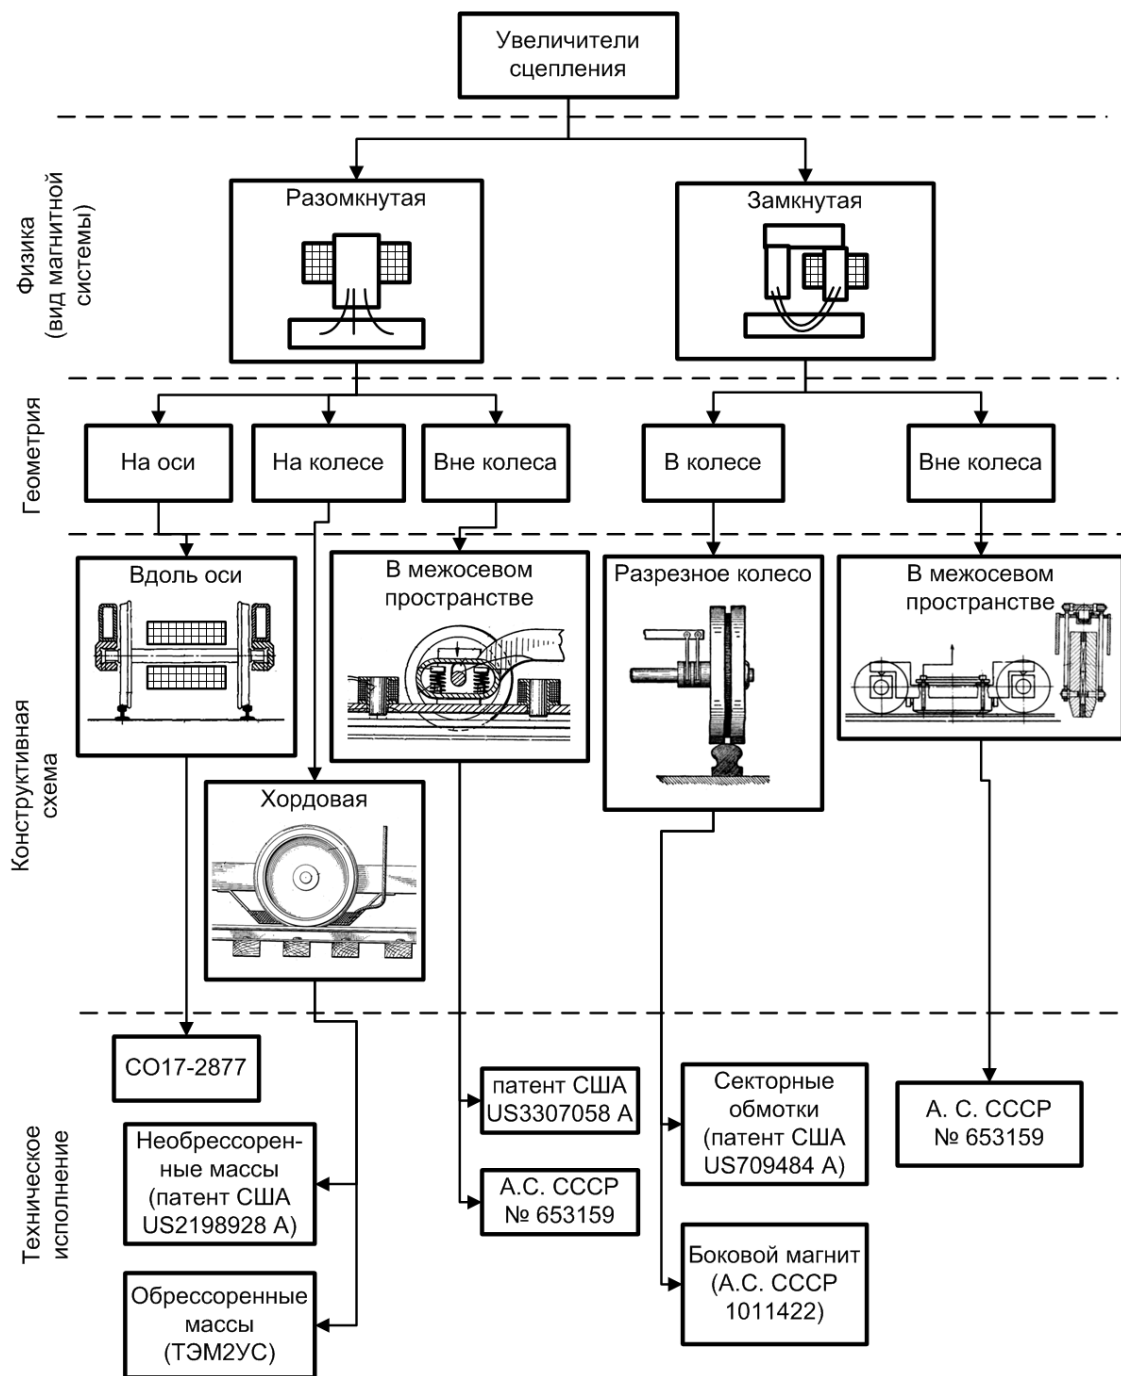 Увеличители
сцепления
Физика
(вид магнитной
системы)
Разомкнутая
Замкнутая
Геометрия
На оси
На колесе
Вне колеса
В колесе
Вне колеса
Конструктивная
схема
Вдоль оси
В межосевом
пространстве
Разрезное колесо
В межосевом
пространстве
Хордовая
Техническое
исполнение
СО17-2877
Необрессорен-
ные массы
(патент США
US2198928 A)
Обрессоренные
массы
(ТЭМ2УС)
патент США
US3307058 A
А.С. СССР
№ 653159
Секторные
обмотки
(патент США
US709484 A)
Боковой магнит
(А.С. СССР
1011422)
А. С. СССР
№ 653159